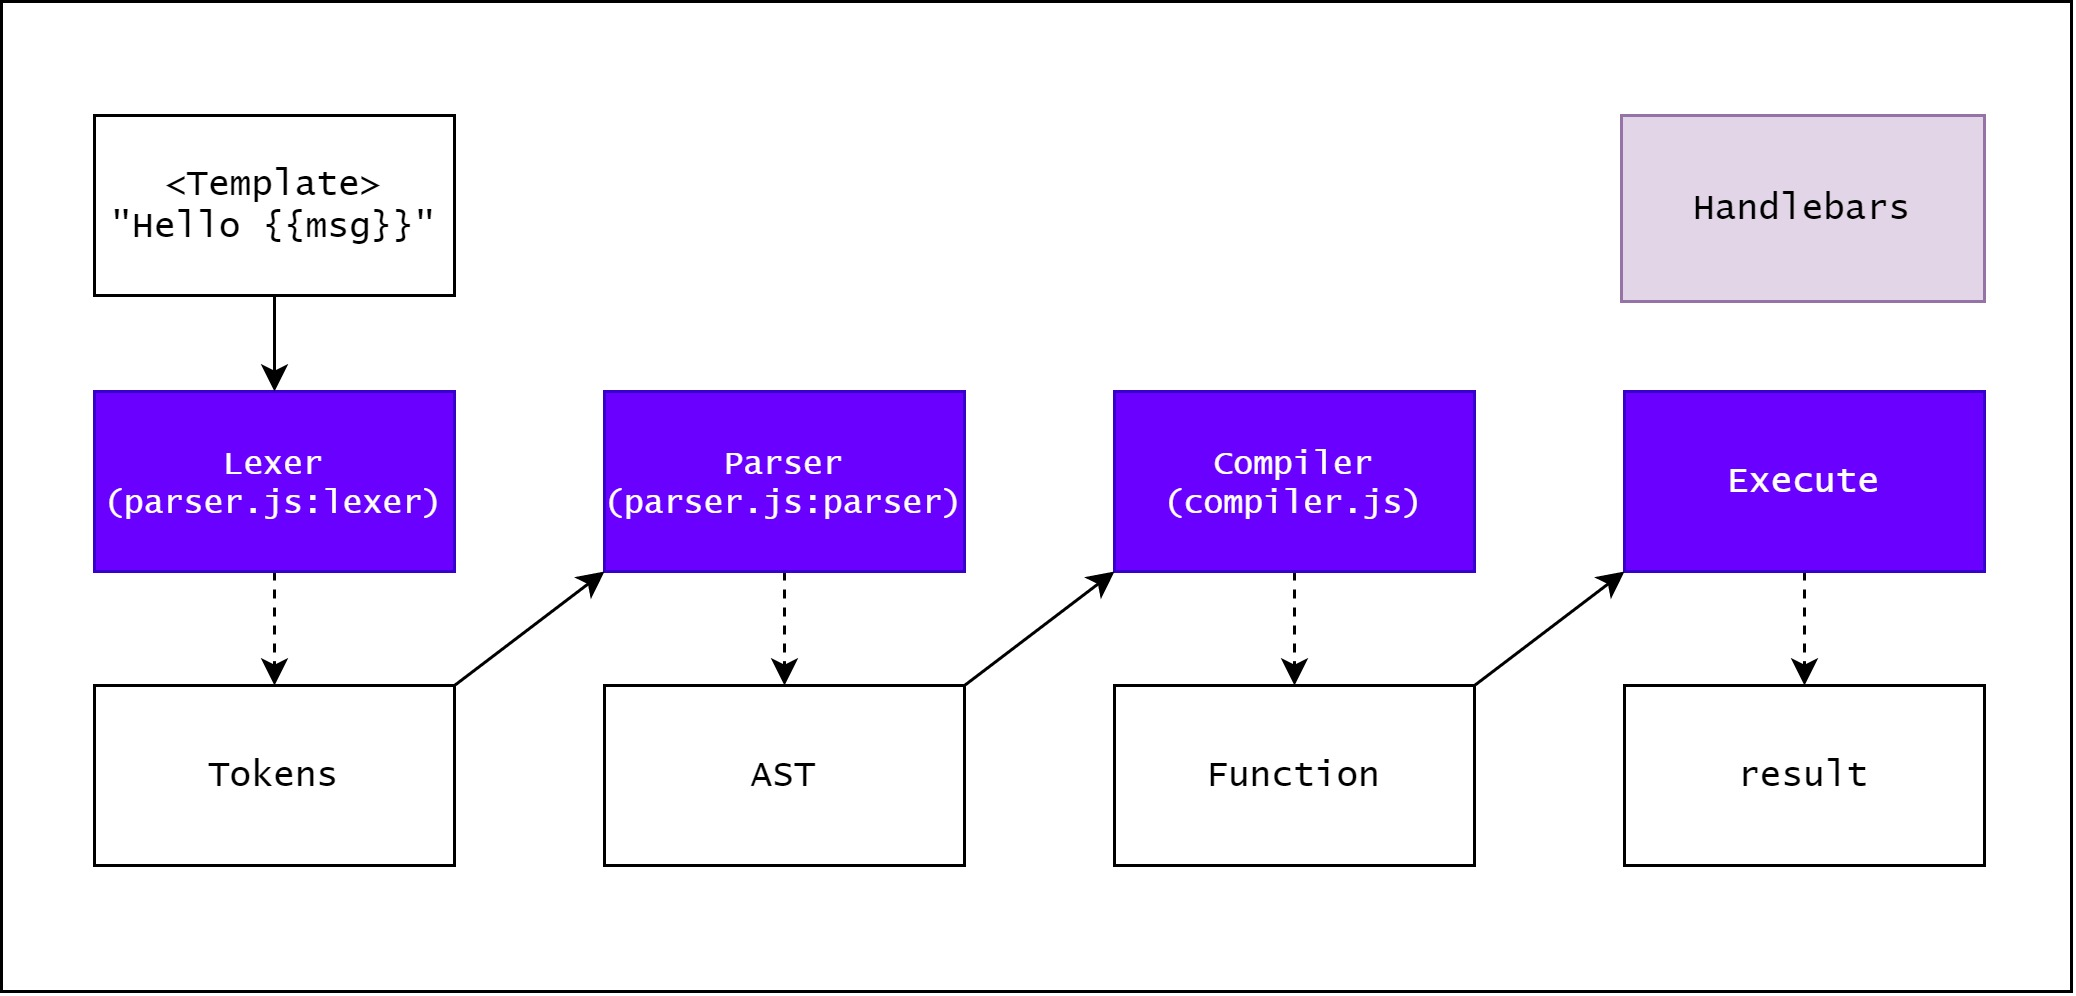 <Template>
"Hello {{msg}}"
Handlebars
Lexer
(parser.js:lexer)
Parser
(parser.js:parser)
Compiler
(compiler.js)
Execute
Tokens
AST
Function
result